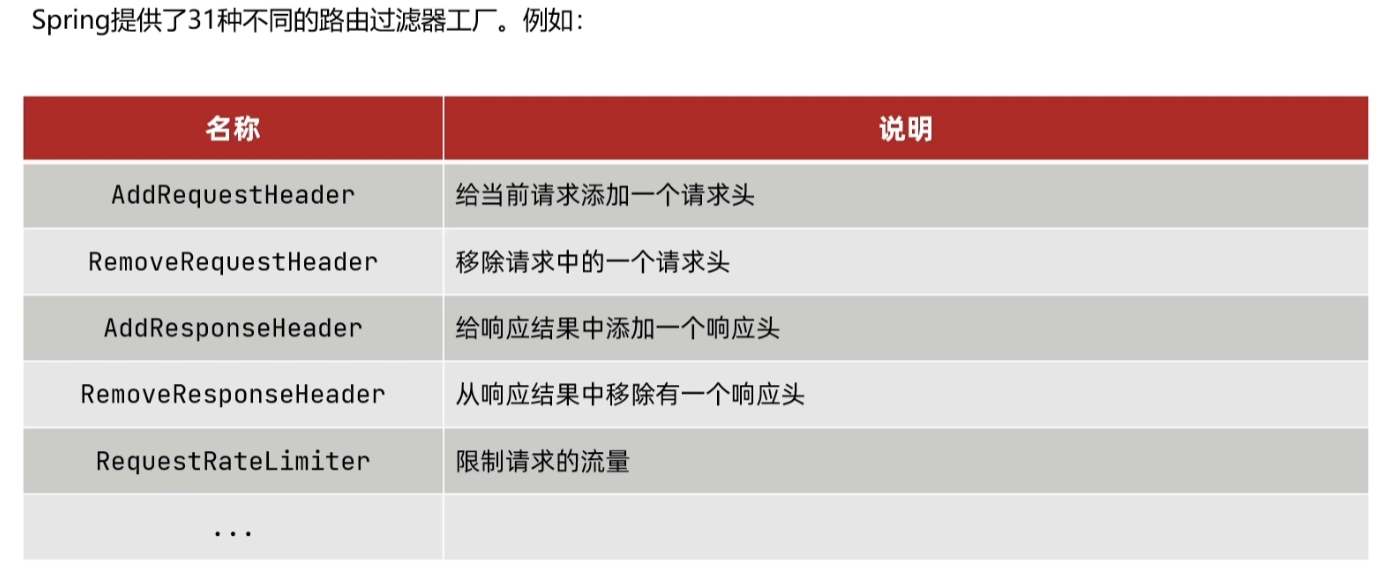 Spring提供了31种不同的路由过滤器工厂。例如：
名称 说明
AddRequestHeader 给当前请求添加一个请求头
RemoveRequestHeader 移除请求中的一个请求头
AddResponseHeader 给响应结果中添加一个响应头
RemoveResponseHeader 从响应结果中移除有一个响应头
RequestRateLimiter 限制请求的流量
...